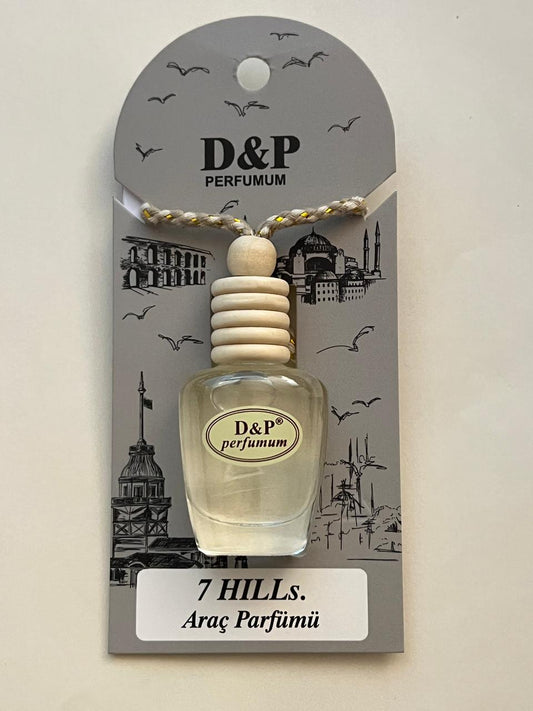 D&P
PERFUMUM
D&P®
perfumum
7 HILLs.
Araç Parfümü